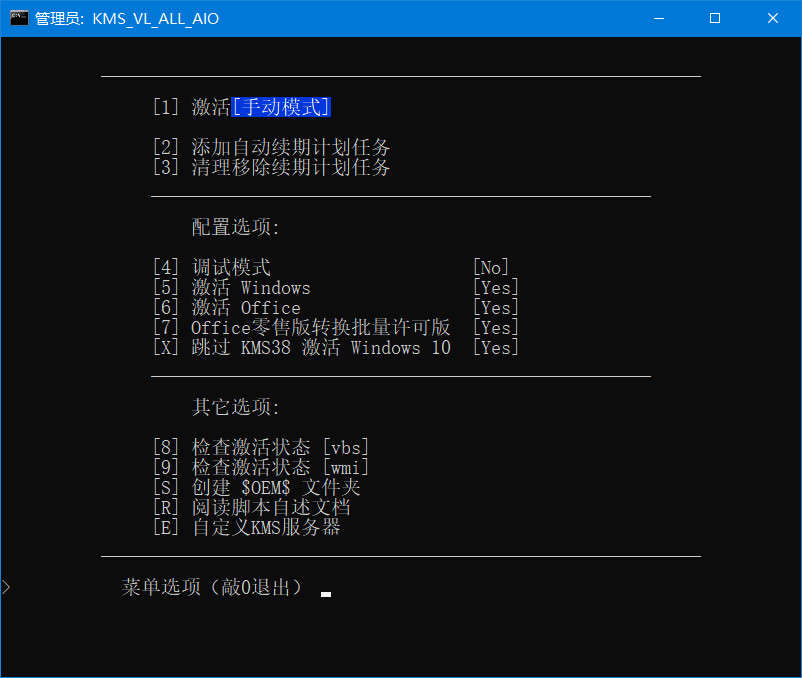 管理员: KMS_VL_ALL_AIO
[1] 激活[手动模式]
[2] 添加自动续期计划任务
[3] 清理移除续期计划任务
配置选项:
[4] 调试模式 [No]
[5] 激活 Windows [Yes]
[6] 激活 Office [Yes]
[7] Office零售版转换批量许可版 [Yes]
[X] 跳过 KMS38 激活 Windows 10 [Yes]
其它选项:
[8] 检查激活状态 [vbs]
[9] 检查激活状态 [wmi]
[S] 创建 $OEM$ 文件夹
[R] 阅读脚本自述文档
[E] 自定义KMS服务器
> 菜单选项（敲0退出）